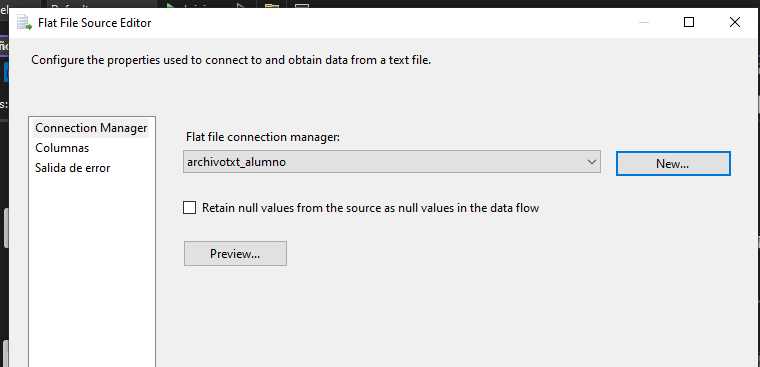 Flat File Source Editor
Configure the properties used to connect to and obtain data from a text file.
Connection Manager
Columnas
Salida de error
Flat file connection manager:
archivotxt_alumno
New...
Retain null values from the source as null values in the data flow
Preview...